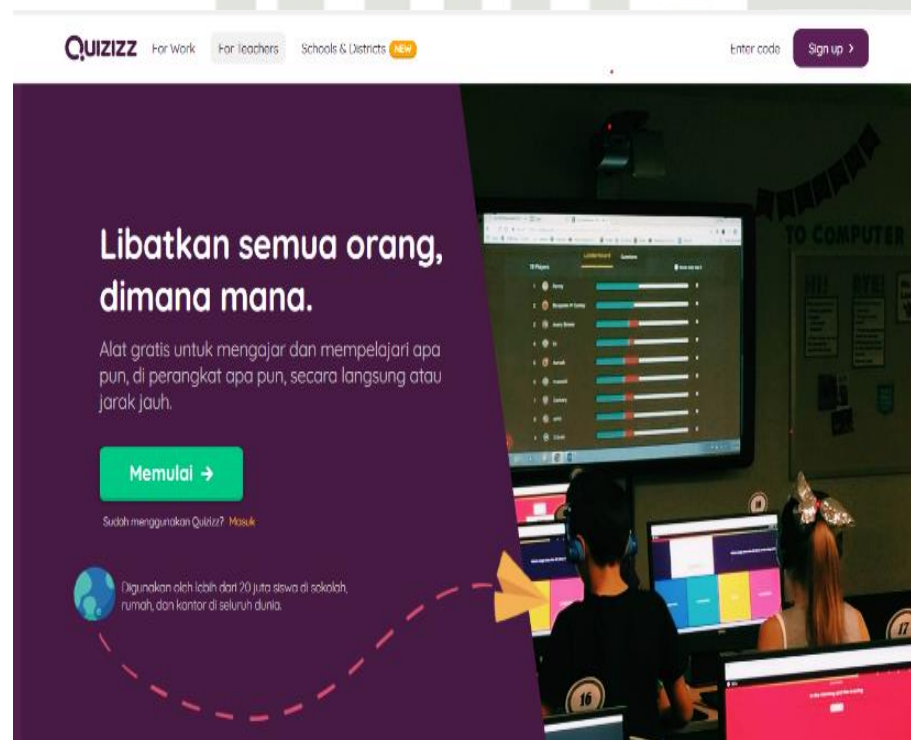 QUIZIZZ For Work For Teachers Schools & Districts NEW Enter code Sign up >
Libatkan semua orang,
dimana mana.
Alat gratis untuk mengajar dan mempelajari apa
pun, di perangkat apa pun, secara langsung atau
jarak jauh.
Memulai →
Sudah menggunakan Quizizz? Masuk
Digunakan oleh lebih dari 20 juta siswa di sekolah,
rumah, dan kantor di seluruh dunia.
TO COMPUTER
16
17